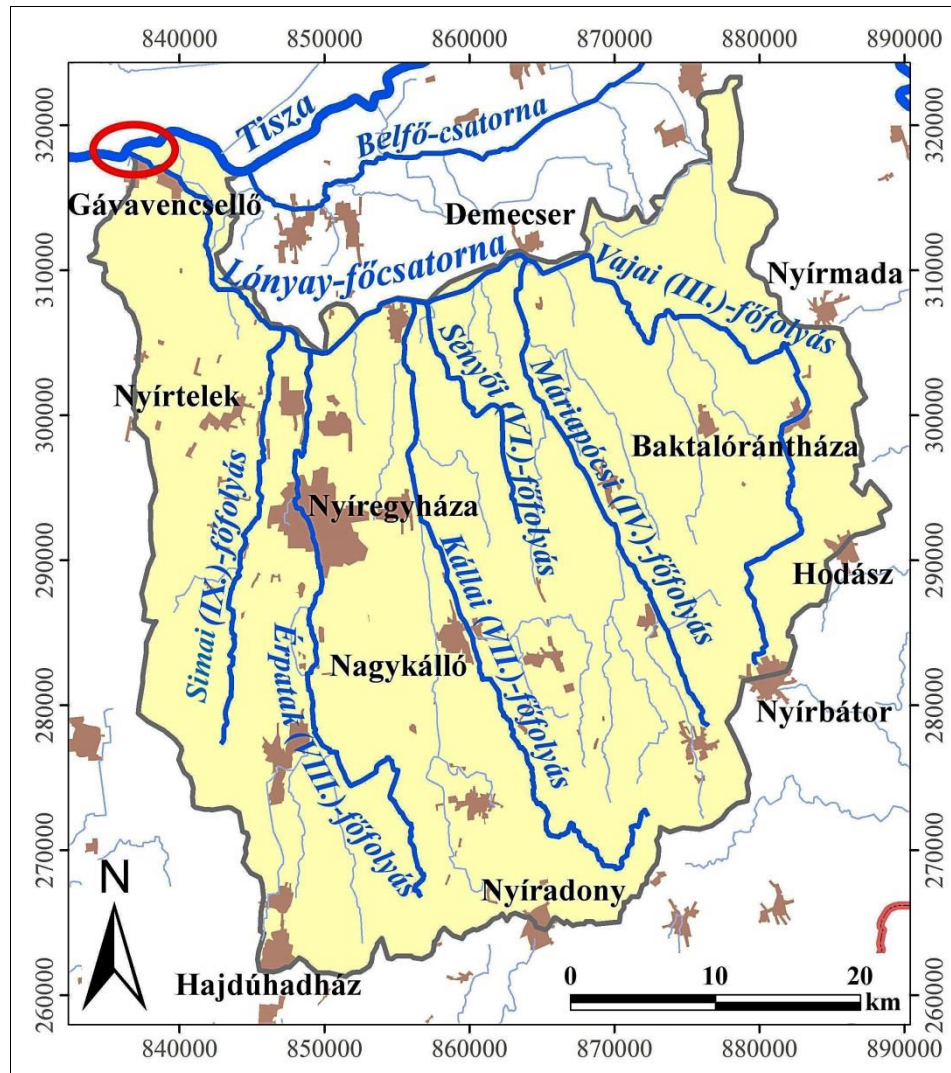 840000 850000 860000 870000 880000 890000
320000
310000
300000
290000
280000
270000
260000
320000
310000
300000
290000
280000
270000
260000
Tisza
Belfő-csatorna
Gávavencsellő
Demecser
Lónyay-főcsatorna
Vajai (III.)-főfolyás
Nyírmada
Nyírtelek
Sényői (VI.)-főfolyás
Máriapócsi (IV.)-főfolyás
Baktalórántháza
Simai (IX.)-főfolyás
Nyíregyháza
Kállai (VII.)-főfolyás
Hodász
Érpatak (VIII.)-főfolyás
Nagykálló
Nyírbátor
Nyíradony
N
Hajdúhadház
0 10 20
km
840000 850000 860000 870000 880000 890000